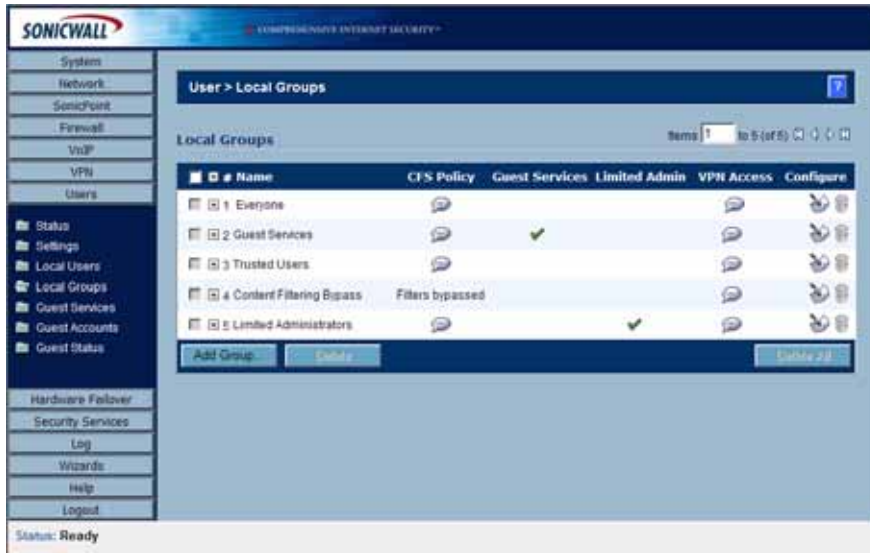 SONICWALL
COMPREHENSIVE INTERNET SECURITY™
System
Network
SonicPoint
Firewall
VoIP
VPN
Users
Status
Settings
Local Users
Local Groups
Guest Services
Guest Accounts
Guest Status
Hardware Failover
Security Services
Log
Wizards
Help
Logout
User > Local Groups
?
Local Groups
Items 1 to 5 (of 5)
# Name CFS Policy Guest Services Limited Admin VPN Access Configure
1 Everyone
2 Guest Services
3 Trusted Users
4 Content Filtering Bypass Filters bypassed
5 Limited Administrators
Add Group... Delete Delete All
Status: Ready